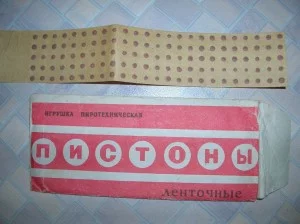 ИГРУШКА ПИРОТЕХНИЧЕСКАЯ
ПИСТОНЫ
ленточные